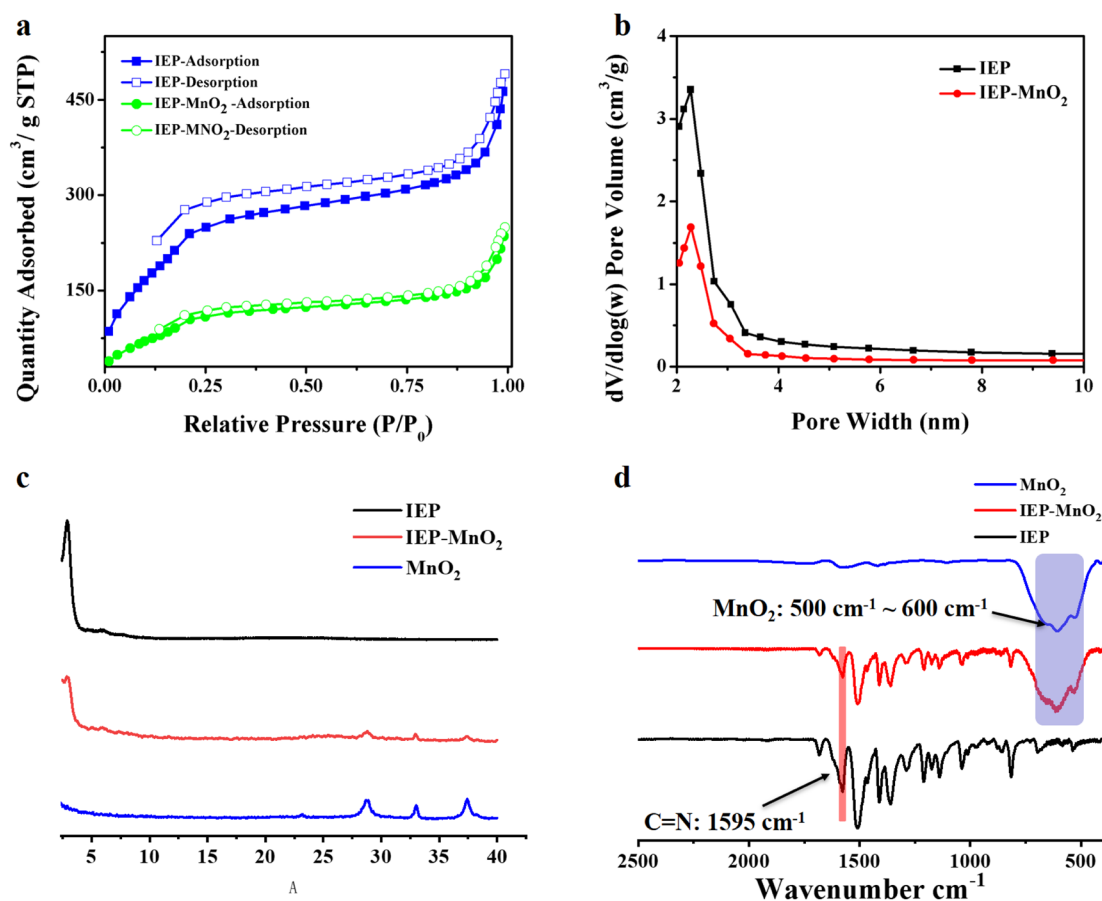 a
Quantity Adsorbed (cm³/ g STP)
450
300
150
IEP-Adsorption
IEP-Desorption
IEP-MnO₂ -Adsorption
IEP-MNO₂-Desorption
0.00 0.25 0.50 0.75 1.00
Relative Pressure (P/P₀)
b
dV/dlog(w) Pore Volume (cm³/g)
4
3
2
1
0
IEP
IEP-MnO₂
2 4 6 8 10
Pore Width (nm)
c
IEP
IEP-MnO₂
MnO₂
5 10 15 20 25 30 35 40
A
d
MnO₂
IEP-MnO₂
IEP
MnO₂: 500 cm⁻¹ ~ 600 cm⁻¹
C=N: 1595 cm⁻¹
2500 2000 1500 1000 500
Wavenumber cm⁻¹